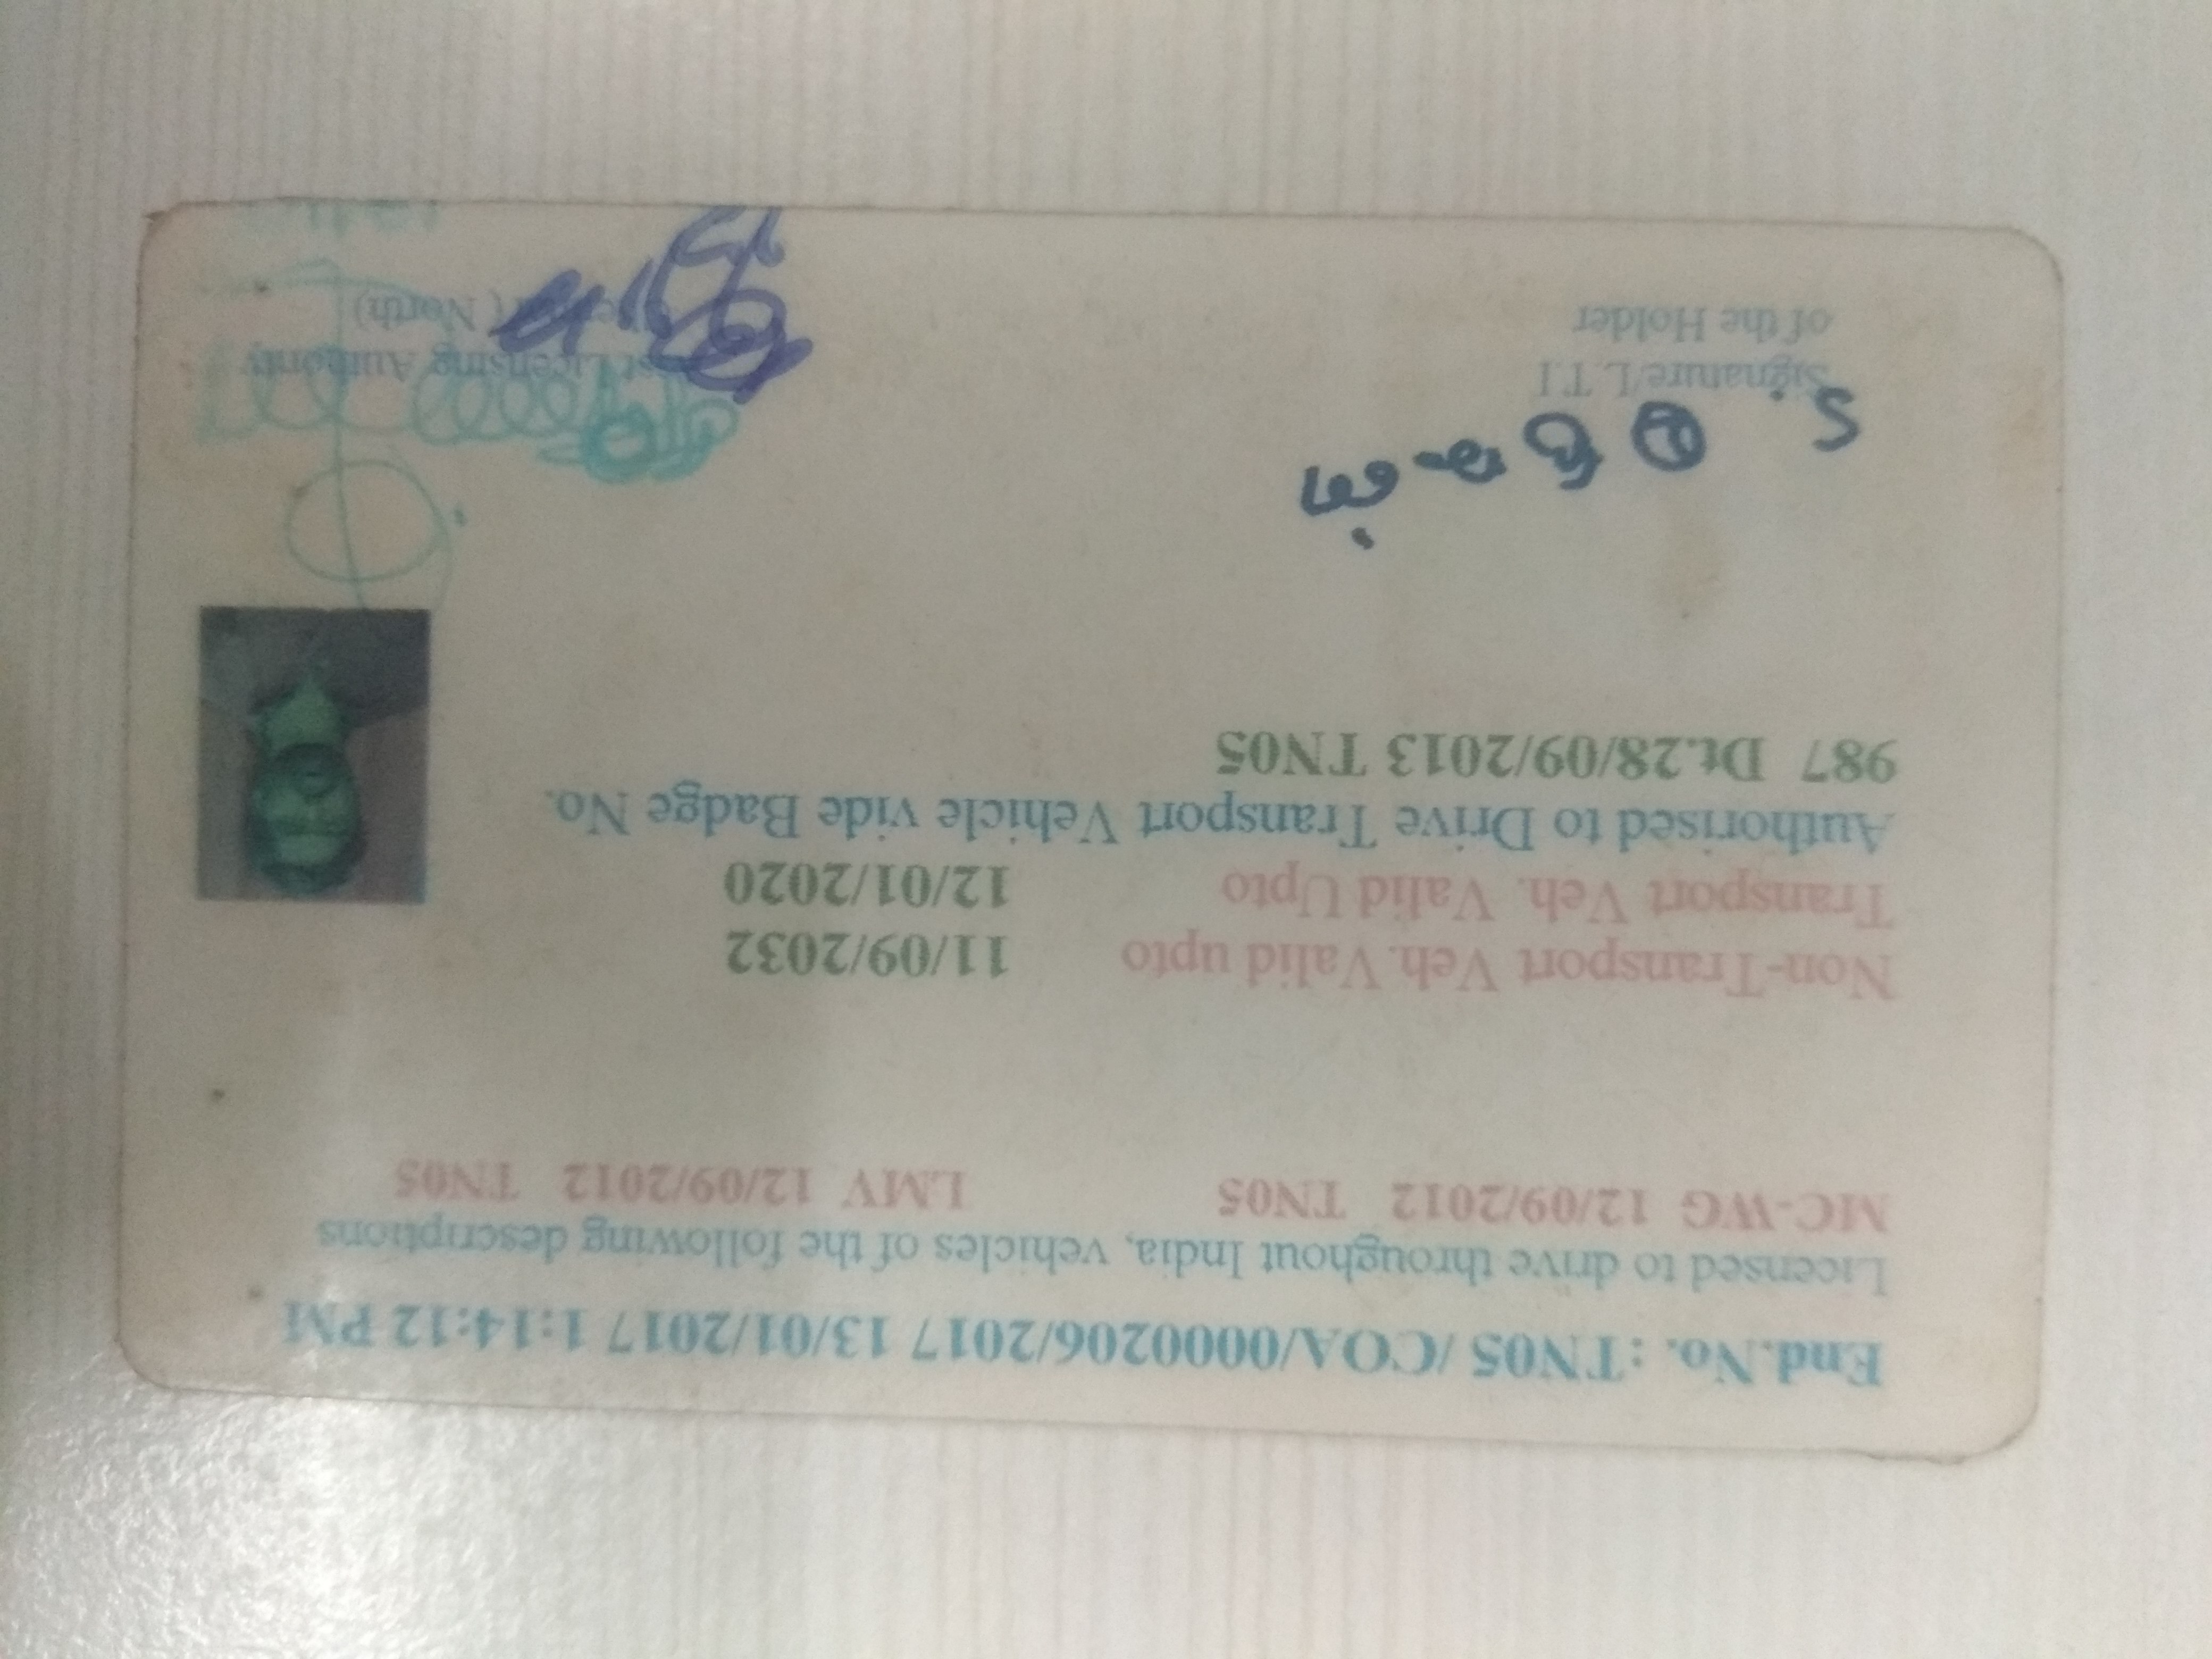 End.No. : TN05 /COA/0000206/2017 13/01/2017 1:14:12 PM
Licensed to drive throughout India, vehicles of the following descriptions
MC-WG 12/09/2012 TN05 LMV 12/09/2012 TN05
Non-Transport Veh. Valid upto 11/09/2032
Transport Veh. Valid Upto 12/01/2020
Authorised to Drive Transport Vehicle vide Badge No.
987 Dt.28/09/2013 TN05
Signature/L.T.I
of the Holder
Licensing Authority
(North)